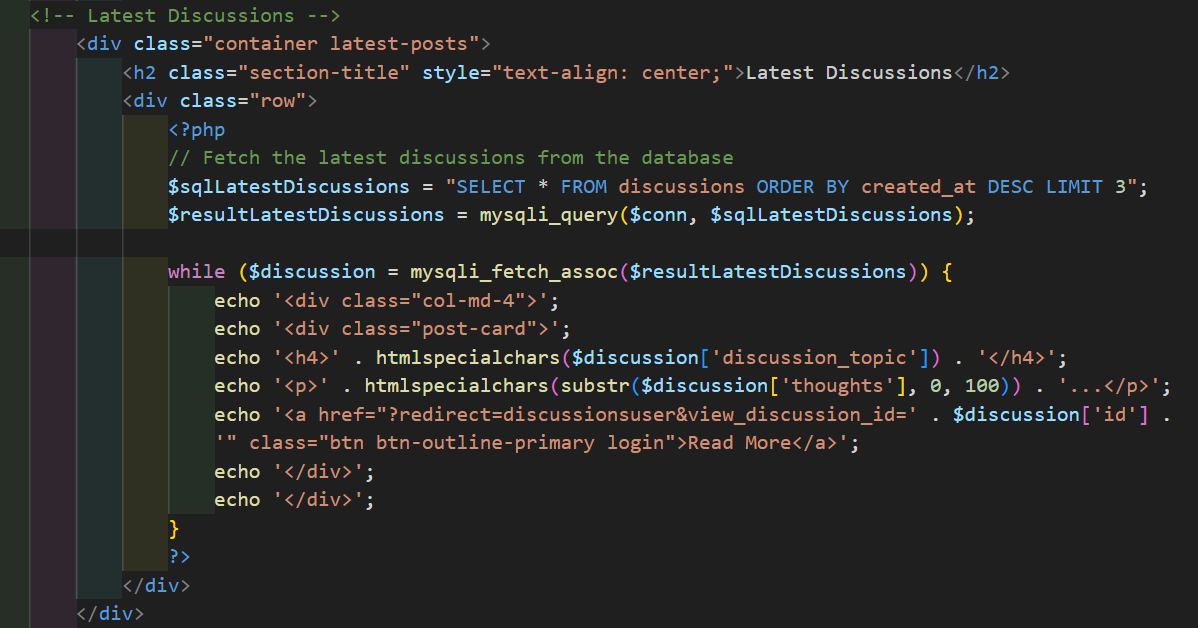 <!-- Latest Discussions -->
<div class="container latest-posts">
<h2 class="section-title" style="text-align: center;">Latest Discussions</h2>
<div class="row">
<?php
// Fetch the latest discussions from the database
$sqlLatestDiscussions = "SELECT * FROM discussions ORDER BY created_at DESC LIMIT 3";
$resultLatestDiscussions = mysqli_query($conn, $sqlLatestDiscussions);
while ($discussion = mysqli_fetch_assoc($resultLatestDiscussions)) {
echo '<div class="col-md-4">';
echo '<div class="post-card">';
echo '<h4>' . htmlspecialchars($discussion['discussion_topic']) . '</h4>';
echo '<p>' . htmlspecialchars(substr($discussion['thoughts'], 0, 100)) . '...</p>';
echo '<a href="?redirect=discussionsuser&view_discussion_id=' . $discussion['id'] .
'" class="btn btn-outline-primary login">Read More</a>';
echo '</div>';
echo '</div>';
}
?>
</div>
</div>